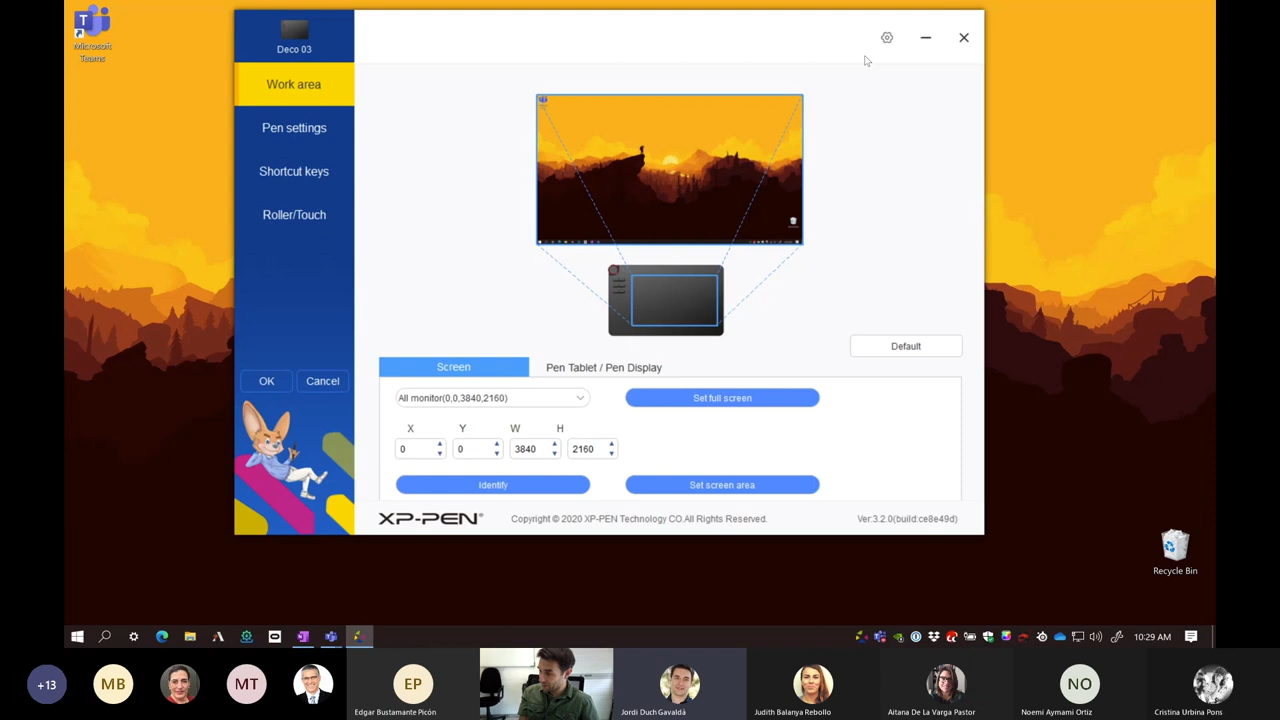 Microsoft
Teams
Deco 03
Work area
Pen settings
Shortcut keys
Roller/Touch
OK
Cancel
Default
Screen
Pen Tablet / Pen Display
All monitor(0,0,3840,2160)
Set full screen
X
Y
W
H
0
0
3840
2160
Identify
Set screen area
XP-PEN®
Copyright © 2020 XP-PEN Technology CO.All Rights Reserved.
Ver:3.2.0(build:ce8e49d)
Recycle Bin
10:29 AM
+13
MB
MT
EP
NO
Edgar Bustamante Picón
Jordi Duch Gavaldà
Judith Balanya Rebollo
Aitana De La Varga Pastor
Noemi Aymami Ortiz
Cristina Urbina Pons